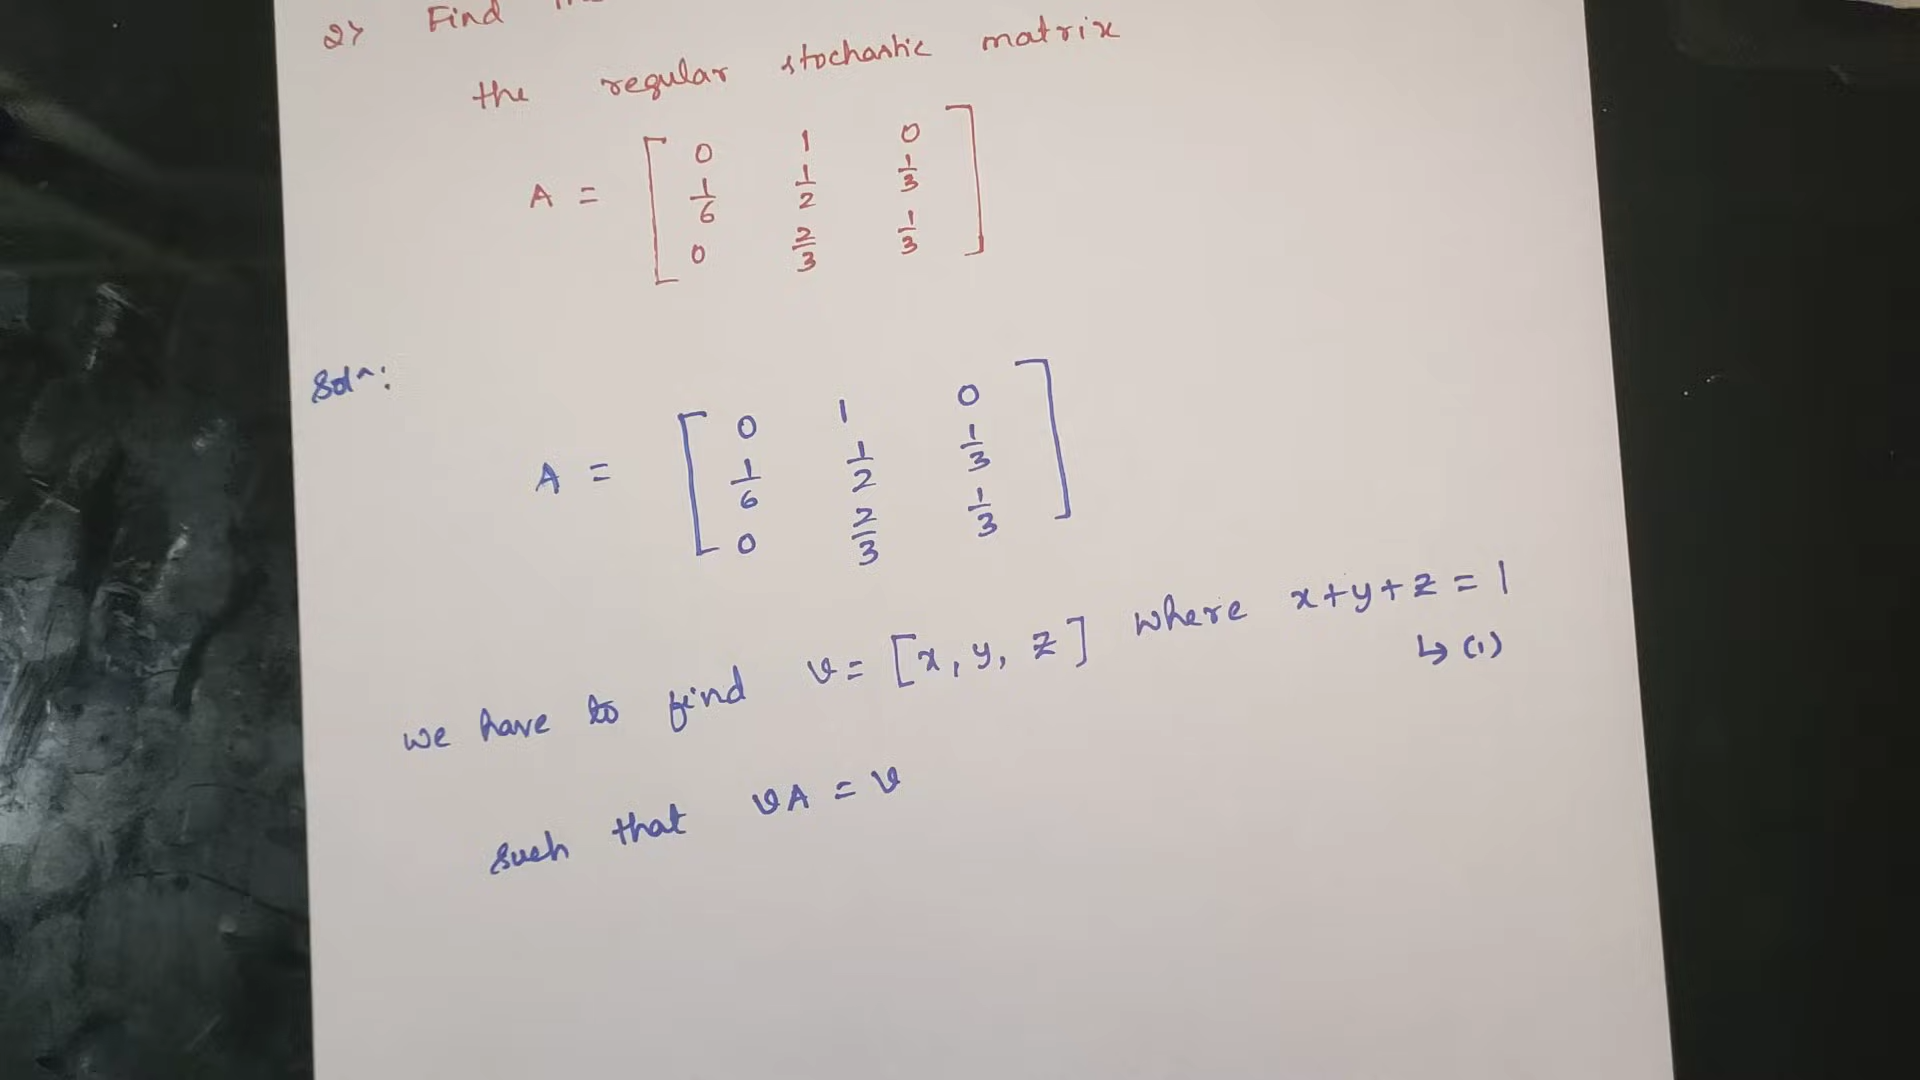 2> Find
the regular stochastic matrix
A = [ 0 1 0
1/6 1/2 1/3
0 2/3 1/3 ]
Soln:
A = [ 0 1 0
1/6 1/2 1/3
0 2/3 1/3 ]
we have to find v = [x, y, z] where x+y+z = 1
↳ (1)
such that vA = v